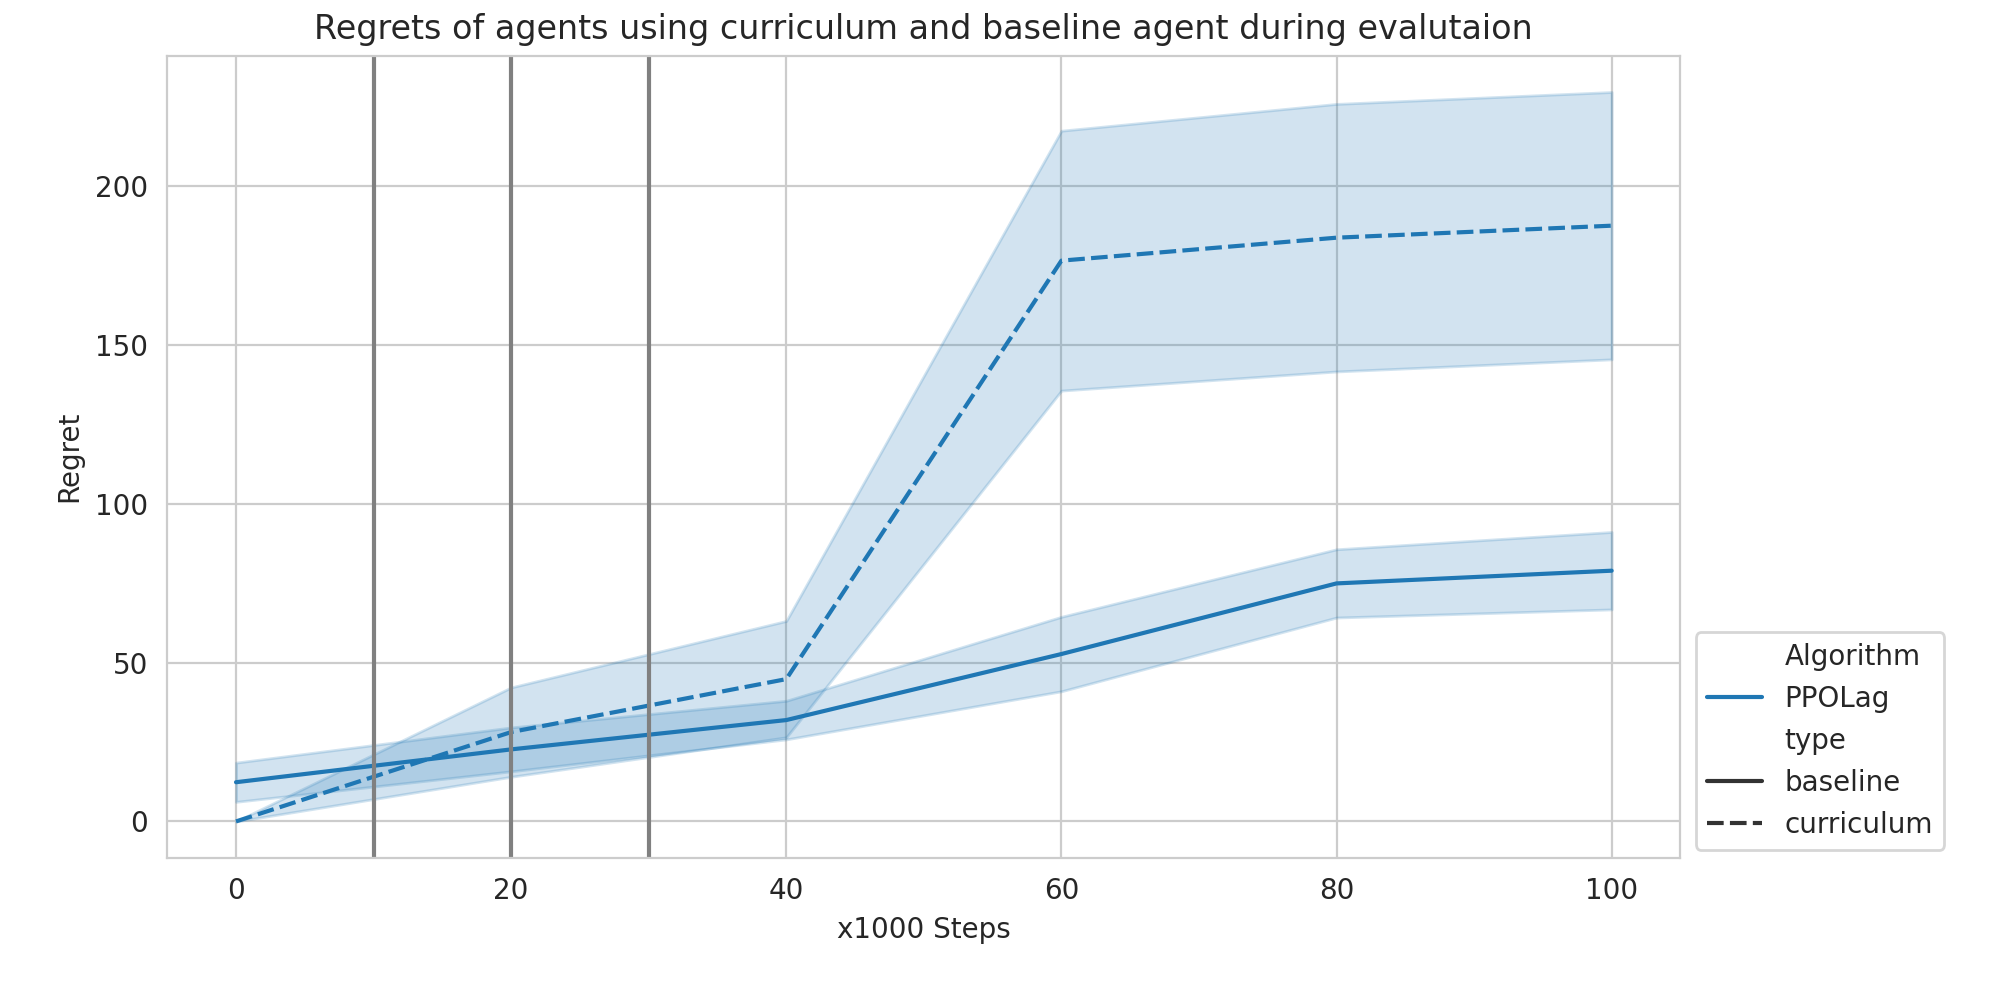 Regrets of agents using curriculum and baseline agent during evalutaion
200
150
100
50
0
Regret
0 20 40 60 80 100
x1000 Steps
Algorithm
PPOLag
type
baseline
curriculum